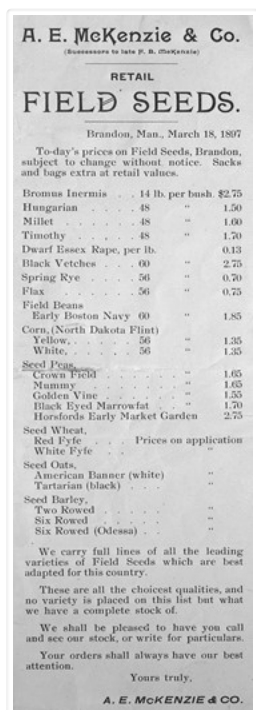 A. E. McKenzie & Co.
(Successors to late F. B. McKenzie)
RETAIL
FIELD SEEDS.
Brandon, Man., March 18, 1897
To-day's prices on Field Seeds, Brandon,
subject to change without notice. Sacks
and bags extra at retail values.
Bromus Inermis . . 14 lb. per bush. $2.75
Hungarian . . . . 48 " 1.50
Millet . . . . . . 48 " 1.60
Timothy . . . . . 48 " 1.70
Dwarf Essex Rape, per lb. 0.13
Black Vetches . . 60 " 2.75
Spring Rye . . . 56 " 0.70
Flax . . . . . . 56 " 0.75
Field Beans
Early Boston Navy 60 " 1.85
Corn, (North Dakota Flint)
Yellow, . . . . 56 " 1.35
White, . . . . . 56 " 1.35
Seed Peas,
Crown Field . . . . " 1.65
Mummy . . . . . " 1.65
Golden Vine . . . . " 1.55
Black Eyed Marrowfat . . " 1.70
Horsfords Early Market Garden 2.75
Seed Wheat,
Red Fyfe . . . Prices on application
White Fyfe . . . "
Seed Oats,
American Banner (white) "
Tartarian (black) . . . "
Seed Barley,
Two Rowed . . . . . "
Six Rowed . . . . . "
Six Rowed (Odessa) . . "
We carry full lines of all the leading
varieties of Field Seeds which are best
adapted for this country.
These are all the choicest qualities, and
no variety is placed on this list but what
we have a complete stock of.
We shall be pleased to have you call
and see our stock, or write for particulars.
Your orders shall always have our best
attention.
Yours truly,
A. E. McKENZIE & CO.